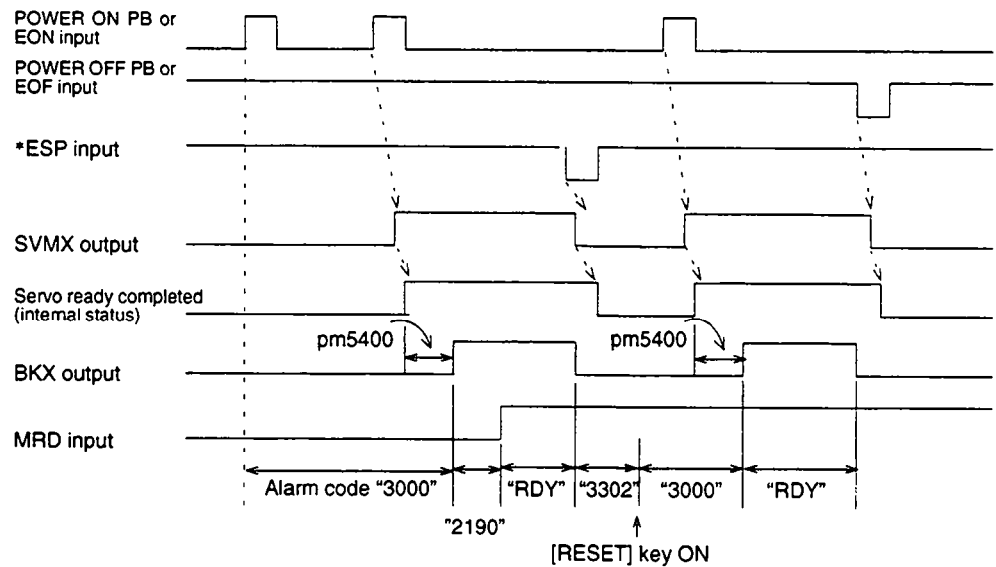 POWER ON PB or
EON input
POWER OFF PB or
EOF input
*ESP input
SVMX output
Servo ready completed
(internal status)
pm5400
pm5400
BKX output
MRD input
Alarm code "3000"
"RDY"
"3302"
"3000"
"RDY"
"2190"
[RESET] key ON